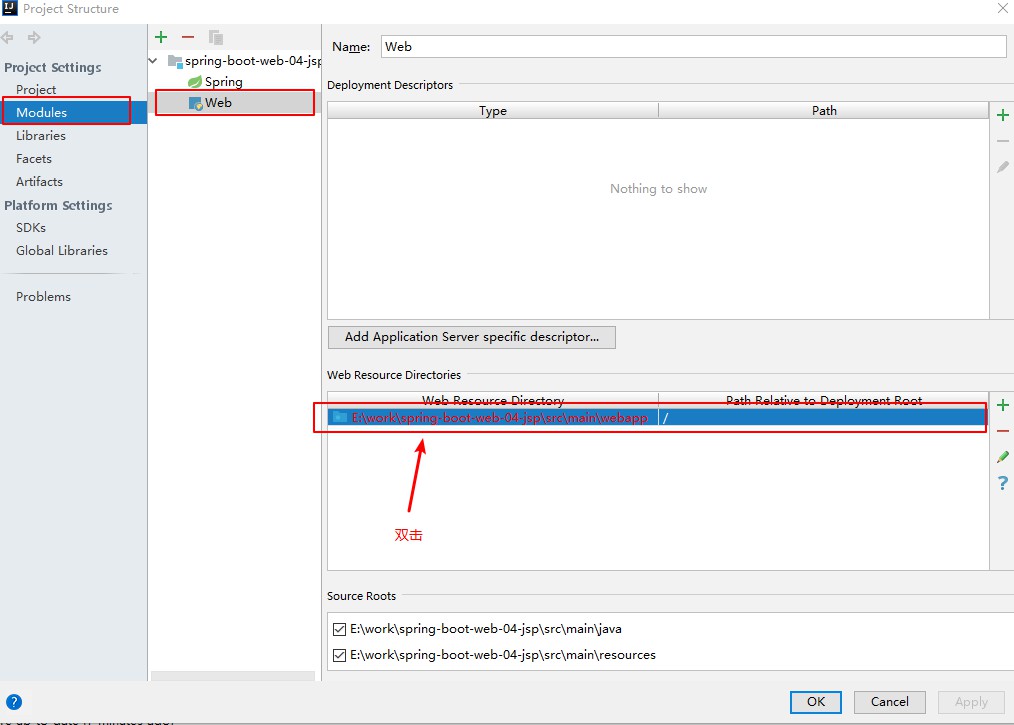 Project Structure
Project Settings
Project
Modules
Libraries
Facets
Artifacts
Platform Settings
SDKs
Global Libraries
Problems
spring-boot-web-04-jsp
Spring
Web
Name: Web
Deployment Descriptors
Type Path
Nothing to show
Add Application Server specific descriptor...
Web Resource Directories
Web Resource Directory Path Relative to Deployment Root
E:\work\spring-boot-web-04-jsp\src\main\webapp /
双击
Source Roots
E:\work\spring-boot-web-04-jsp\src\main\java
E:\work\spring-boot-web-04-jsp\src\main\resources
OK Cancel Apply